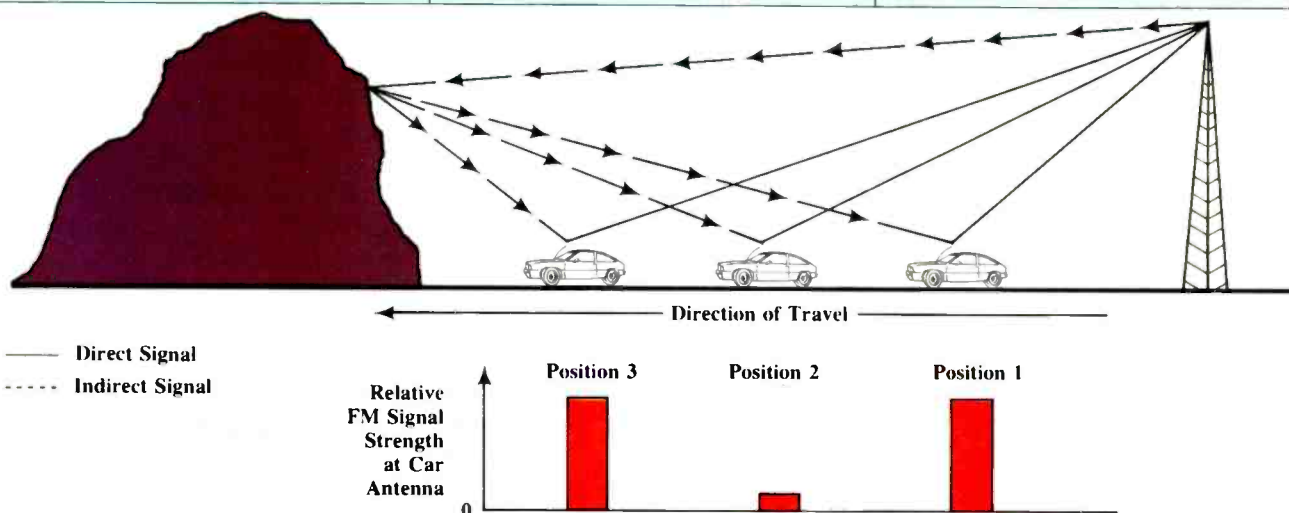 Direction of Travel
Direct Signal
Indirect Signal
Position 3
Position 2
Position 1
Relative
FM Signal
Strength
at Car
Antenna
0